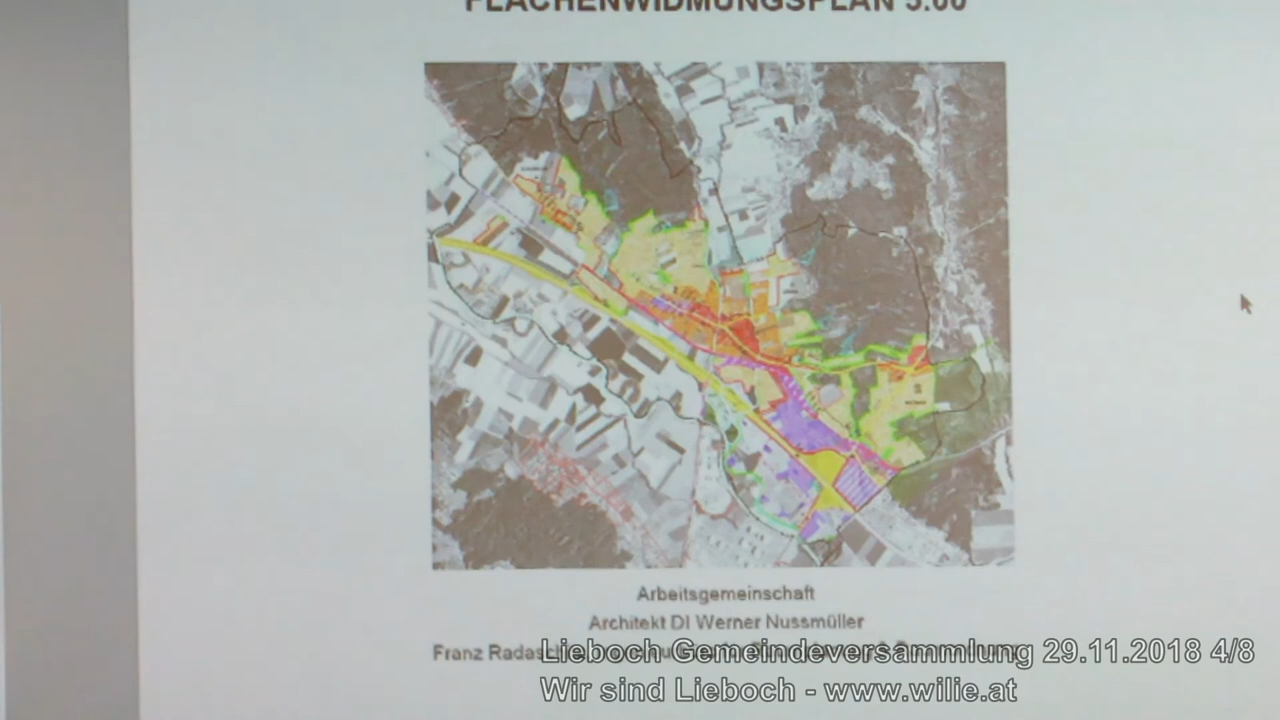 FLÄCHENWIDMUNGSPLAN 5.00
Arbeitsgemeinschaft
Architekt DI Werner Nussmüller
Franz
Lieboch Gemeindeversammlung 29.11.2018 4/8
Wir sind Lieboch - www.wilie.at